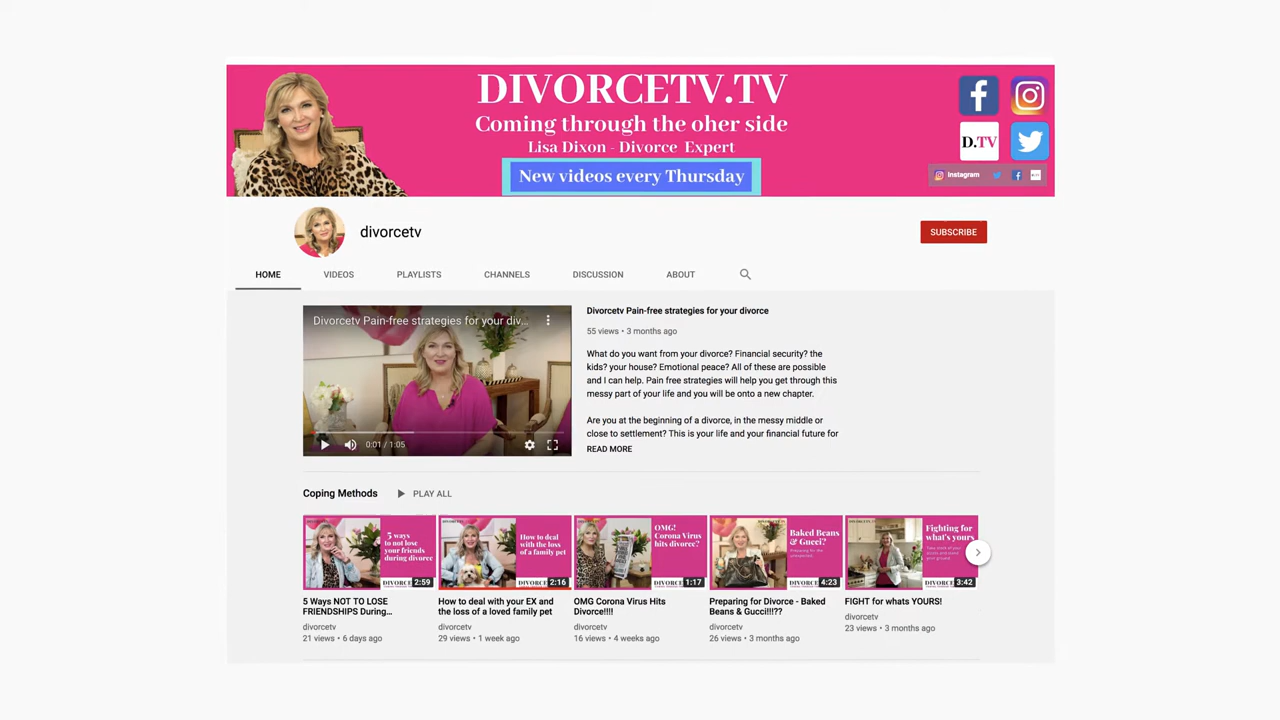 DIVORCETV.TV
Coming through the oher side
Lisa Dixon - Divorce Expert
New videos every Thursday
D.TV
Instagram
divorcetv
SUBSCRIBE
HOME
VIDEOS
PLAYLISTS
CHANNELS
DISCUSSION
ABOUT
Divorcetv Pain-free strategies for your div...
0:01 / 1:05
Divorcetv Pain-free strategies for your divorce
55 views • 3 months ago
What do you want from your divorce? Financial security? the
kids? your house? Emotional peace? All of these are possible
and I can help. Pain free strategies will help you get through this
messy part of your life and you will be onto a new chapter.
Are you at the beginning of a divorce, in the messy middle or
close to settlement? This is your life and your financial future for
READ MORE
Coping Methods
PLAY ALL
5 ways
to not lose
your friends
during divorce
DIVORCE
2:59
5 Ways NOT TO LOSE
FRIENDSHIPS During...
divorcetv
21 views • 6 days ago
How to deal
with the loss
of a family pet
DIVORCE
2:16
How to deal with your EX and
the loss of a loved family pet
divorcetv
29 views • 1 week ago
OMG!
Corona Virus
hits divorce?
DIVORCE
1:17
OMG Corona Virus Hits
Divorce!!!!
divorcetv
16 views • 4 weeks ago
Baked Beans
& Gucci?
Preparing for the
unexpected.
DIVORCE
4:23
Preparing for Divorce - Baked
Beans & Gucci!!!??
divorcetv
26 views • 3 months ago
Fighting for
what's yours
DIVORCE
3:42
FIGHT for whats YOURS!
divorcetv
23 views • 3 months ago